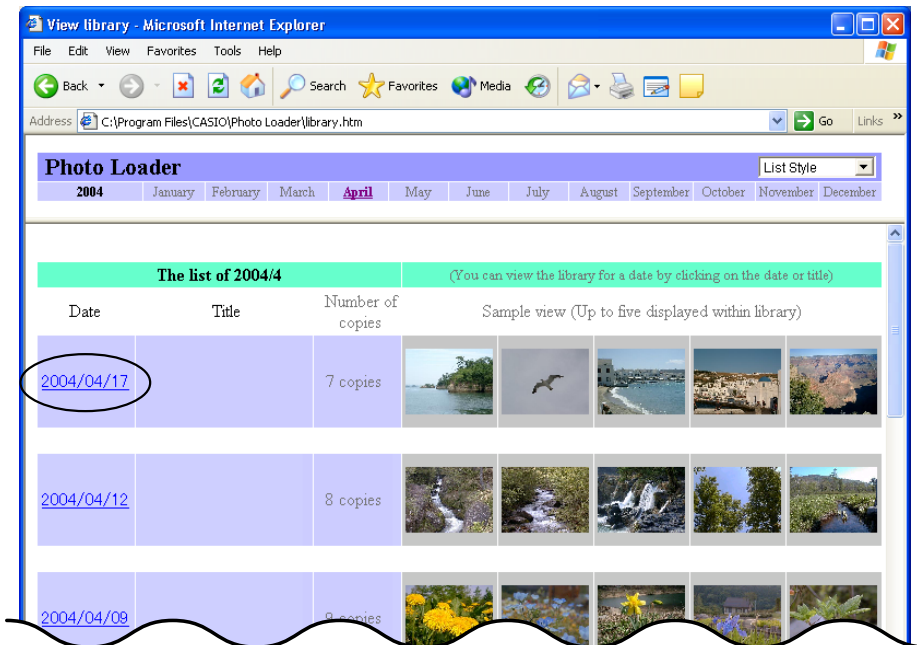 View library - Microsoft Internet Explorer
File Edit View Favorites Tools Help
Back Search Favorites Media
Address C:\Program Files\CASIO\Photo Loader\library.htm Go Links »
Photo Loader List Style
2004 January February March April May June July August September October November December
The list of 2004/4 (You can view the library for a date by clicking on the date or title)
Date Title Number of copies Sample view (Up to five displayed within library)
2004/04/17 7 copies
2004/04/12 8 copies
2004/04/09 9 copies